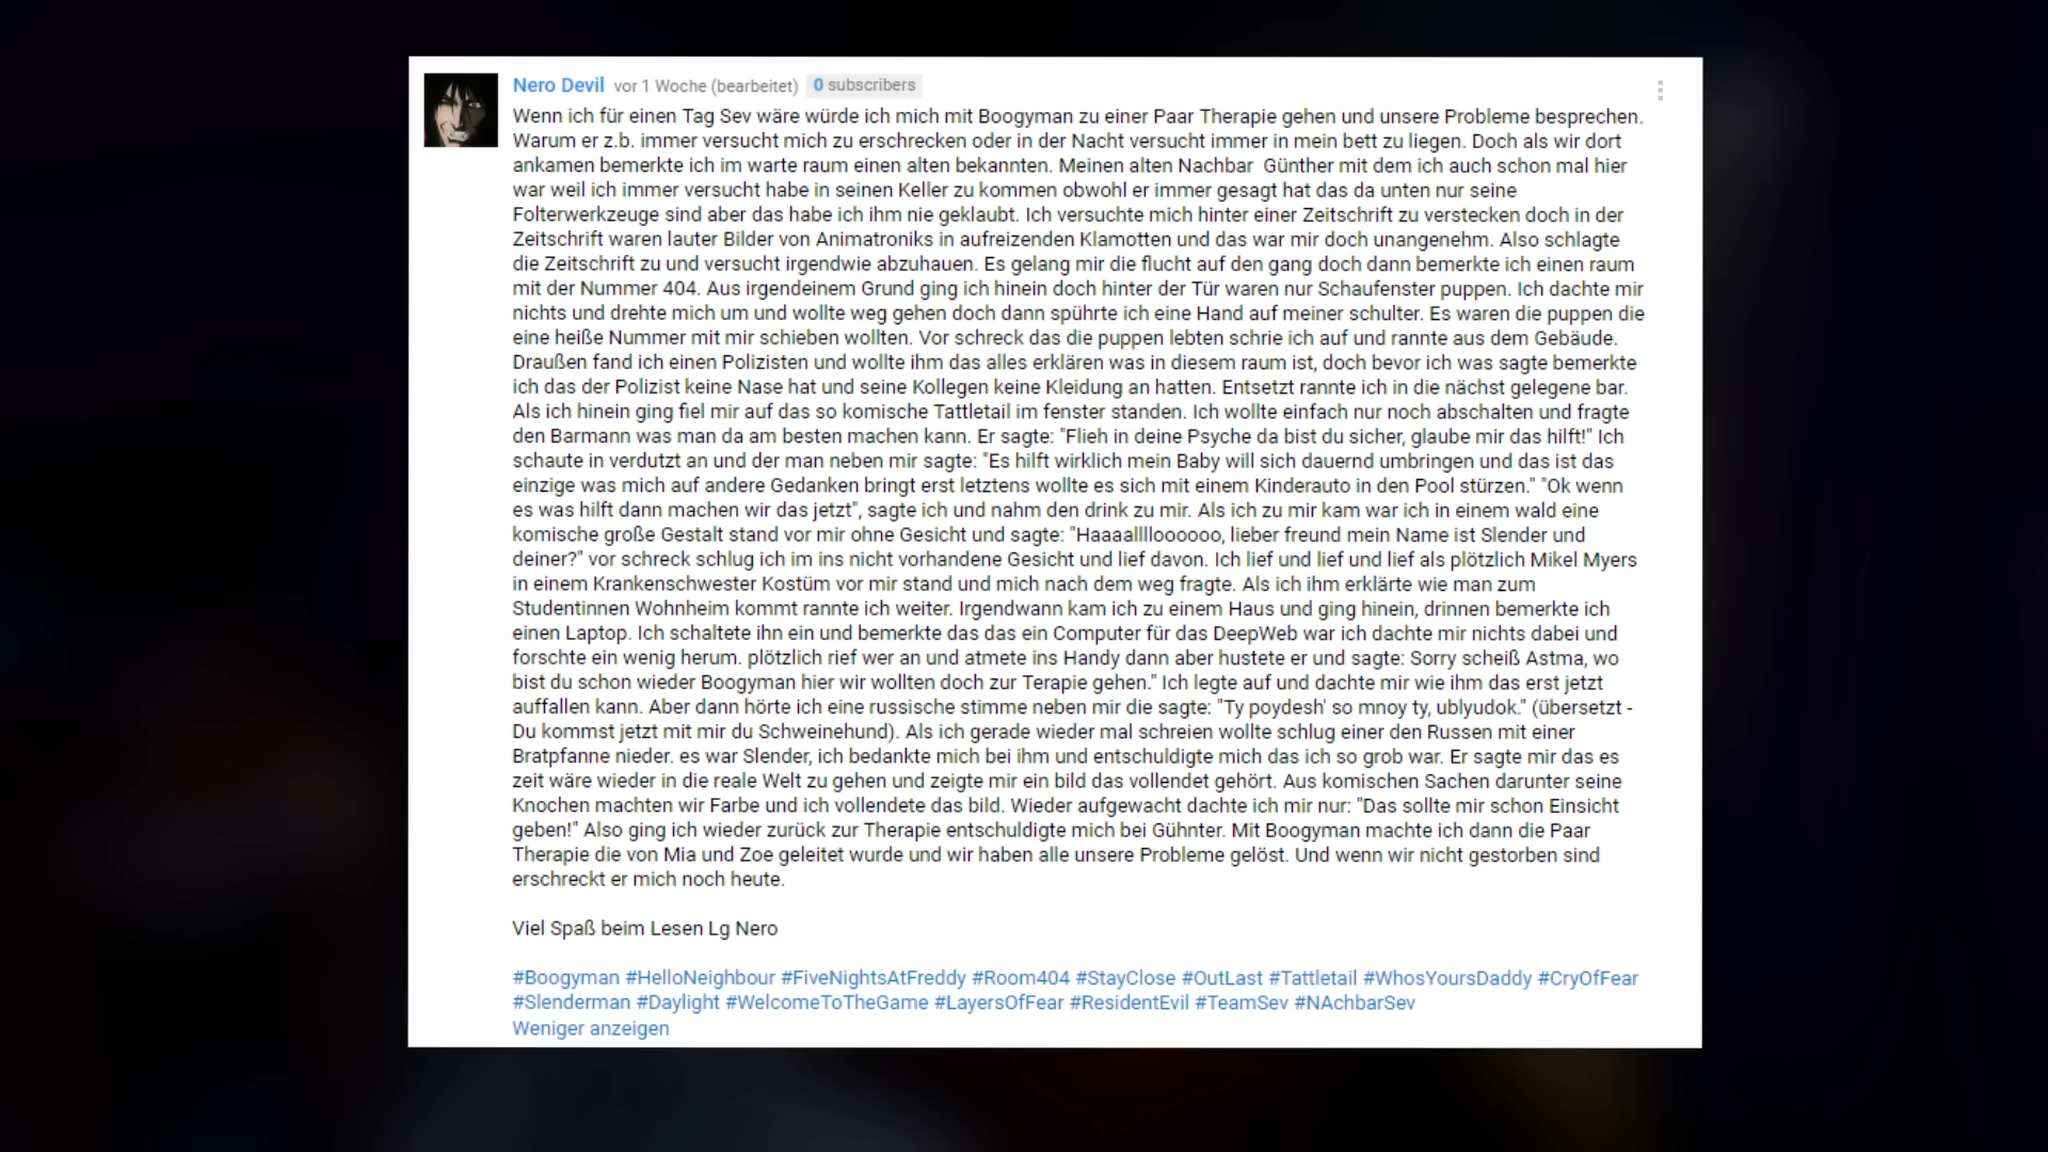 Nero Devil vor 1 Woche (bearbeitet) 0 subscribers
Wenn ich für einen Tag Sev wäre würde ich mich mit Boogyman zu einer Paar Therapie gehen und unsere Probleme besprechen.
Warum er z.b. immer versucht mich zu erschrecken oder in der Nacht versucht immer in mein bett zu liegen. Doch als wir dort
ankamen bemerkte ich im warte raum einen alten bekannten. Meinen alten Nachbar Günther mit dem ich auch schon mal hier
war weil ich immer versucht habe in seinen Keller zu kommen obwohl er immer gesagt hat das da unten nur seine
Folterwerkzeuge sind aber das habe ich ihm nie geklaubt. Ich versuchte mich hinter einer Zeitschrift zu verstecken doch in der
Zeitschrift waren lauter Bilder von Animatroniks in aufreizenden Klamotten und das war mir doch unangenehm. Also schlagte
die Zeitschrift zu und versucht irgendwie abzuhauen. Es gelang mir die flucht auf den gang doch dann bemerkte ich einen raum
mit der Nummer 404. Aus irgendeinem Grund ging ich hinein doch hinter der Tür waren nur Schaufenster puppen. Ich dachte mir
nichts und drehte mich um und wollte weg gehen doch dann spührte ich eine Hand auf meiner schulter. Es waren die puppen die
eine heiße Nummer mit mir schieben wollten. Vor schreck das die puppen lebten schrie ich auf und rannte aus dem Gebäude.
Draußen fand ich einen Polizisten und wollte ihm das alles erklären was in diesem raum ist, doch bevor ich was sagte bemerkte
ich das der Polizist keine Nase hat und seine Kollegen keine Kleidung an hatten. Entsetzt rannte ich in die nächst gelegene bar.
Als ich hinein ging fiel mir auf das so komische Tattletail im fenster standen. Ich wollte einfach nur noch abschalten und fragte
den Barmann was man da am besten machen kann. Er sagte: "Flieh in deine Psyche da bist du sicher, glaube mir das hilft!" Ich
schaute in verdutzt an und der man neben mir sagte: "Es hilft wirklich mein Baby will sich dauernd umbringen und das ist das
einzige was mich auf andere Gedanken bringt erst letztens wollte es sich mit einem Kinderauto in den Pool stürzen." "Ok wenn
es was hilft dann machen wir das jetzt", sagte ich und nahm den drink zu mir. Als ich zu mir kam war ich in einem wald eine
komische große Gestalt stand vor mir ohne Gesicht und sagte: "Haaaalllloooooo, lieber freund mein Name ist Slender und
deiner?" vor schreck schlug ich im ins nicht vorhandene Gesicht und lief davon. Ich lief und lief und lief als plötzlich Mikel Myers
in einem Krankenschwester Kostüm vor mir stand und mich nach dem weg fragte. Als ich ihm erklärte wie man zum
Studentinnen Wohnheim kommt rannte ich weiter. Irgendwann kam ich zu einem Haus und ging hinein, drinnen bemerkte ich
einen Laptop. Ich schaltete ihn ein und bemerkte das das ein Computer für das DeepWeb war ich dachte mir nichts dabei und
forschte ein wenig herum. plötzlich rief wer an und atmete ins Handy dann aber hustete er und sagte: Sorry scheiß Astma, wo
bist du schon wieder Boogyman hier wir wollten doch zur Terapie gehen." Ich legte auf und dachte mir wie ihm das erst jetzt
auffallen kann. Aber dann hörte ich eine russische stimme neben mir die sagte: "Ty poydesh' so mnoy ty, ublyudok." (übersetzt -
Du kommst jetzt mit mir du Schweinehund). Als ich gerade wieder mal schreien wollte schlug einer den Russen mit einer
Bratpfanne nieder. es war Slender, ich bedankte mich bei ihm und entschuldigte mich das ich so grob war. Er sagte mir das es
zeit wäre wieder in die reale Welt zu gehen und zeigte mir ein bild das vollendet gehört. Aus komischen Sachen darunter seine
Knochen machten wir Farbe und ich vollendete das bild. Wieder aufgewacht dachte ich mir nur: "Das sollte mir schon Einsicht
geben!" Also ging ich wieder zurück zur Therapie entschuldigte mich bei Gühnter. Mit Boogyman machte ich dann die Paar
Therapie die von Mia und Zoe geleitet wurde und wir haben alle unsere Probleme gelöst. Und wenn wir nicht gestorben sind
erschreckt er mich noch heute.
Viel Spaß beim Lesen Lg Nero
#Boogyman #HelloNeighbour #FiveNightsAtFreddy #Room404 #StayClose #OutLast #Tattletail #WhosYoursDaddy #CryOfFear
#Slenderman #Daylight #WelcomeToTheGame #LayersOfFear #ResidentEvil #TeamSev #NAchbarSev
Weniger anzeigen